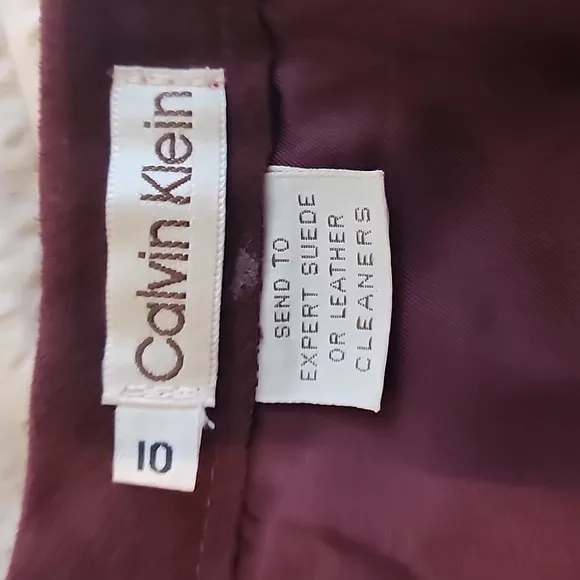 Calvin Klein
10
SEND TO
EXPERT SUEDE
OR LEATHER
CLEANERS